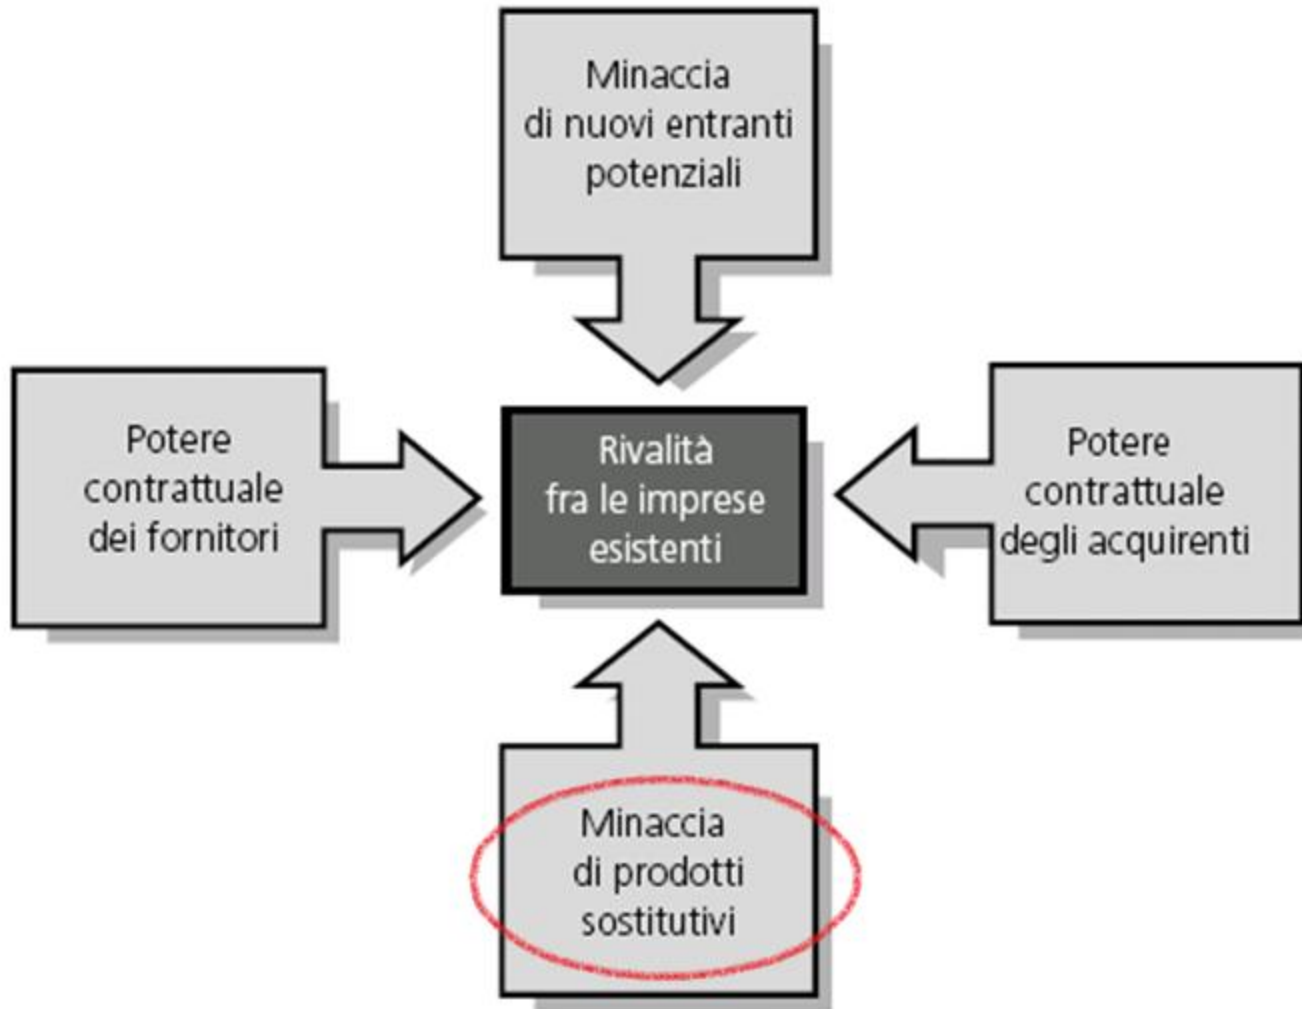 Minaccia
di nuovi entranti
potenziali
Potere
contrattuale
dei fornitori
Rivalità
fra le imprese
esistenti
Potere
contrattuale
degli acquirenti
Minaccia
di prodotti
sostitutivi